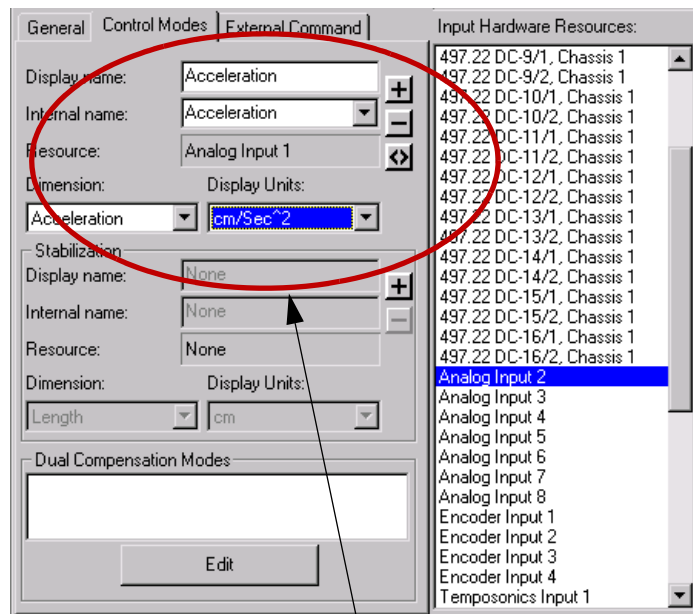 General Control Modes External Command
Display name: Acceleration
Internal name: Acceleration
Resource: Analog Input 1
Dimension: Display Units:
Acceleration cm/Sec^2
Stabilization
Display name: None
Internal name: None
Resource: None
Dimension: Display Units:
Length cm
Dual Compensation Modes
Edit
Input Hardware Resources:
497.22 DC-9/1, Chassis 1
497.22 DC-9/2, Chassis 1
497.22 DC-10/1, Chassis 1
497.22 DC-10/2, Chassis 1
497.22 DC-11/1, Chassis 1
497.22 DC-11/2, Chassis 1
497.22 DC-12/1, Chassis 1
497.22 DC-12/2, Chassis 1
497.22 DC-13/1, Chassis 1
497.22 DC-13/2, Chassis 1
497.22 DC-14/1, Chassis 1
497.22 DC-14/2, Chassis 1
497.22 DC-15/1, Chassis 1
497.22 DC-15/2, Chassis 1
497.22 DC-16/1, Chassis 1
497.22 DC-16/2, Chassis 1
Analog Input 2
Analog Input 3
Analog Input 4
Analog Input 5
Analog Input 6
Analog Input 7
Analog Input 8
Encoder Input 1
Encoder Input 2
Encoder Input 3
Encoder Input 4
Temposonics Input 1